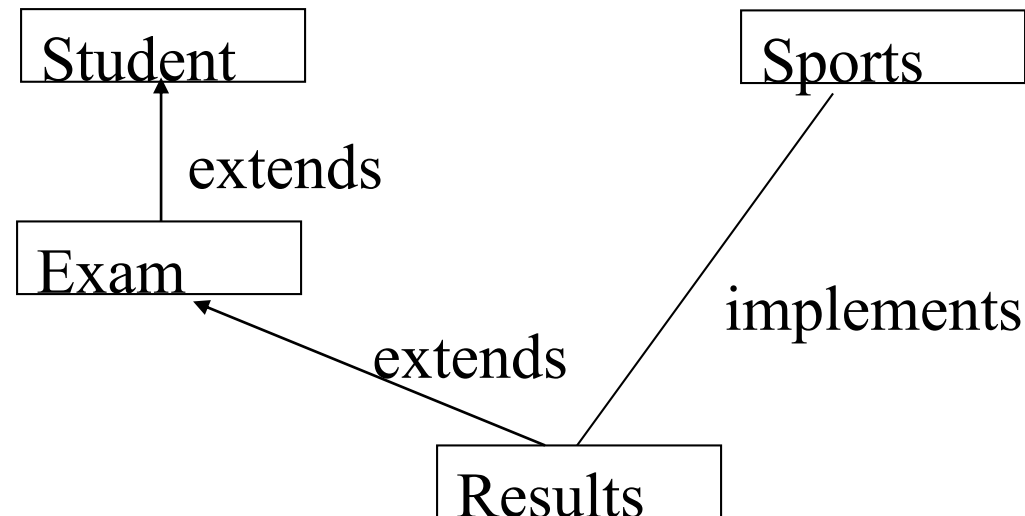 Student
Sports
extends
Exam
implements
extends
Results